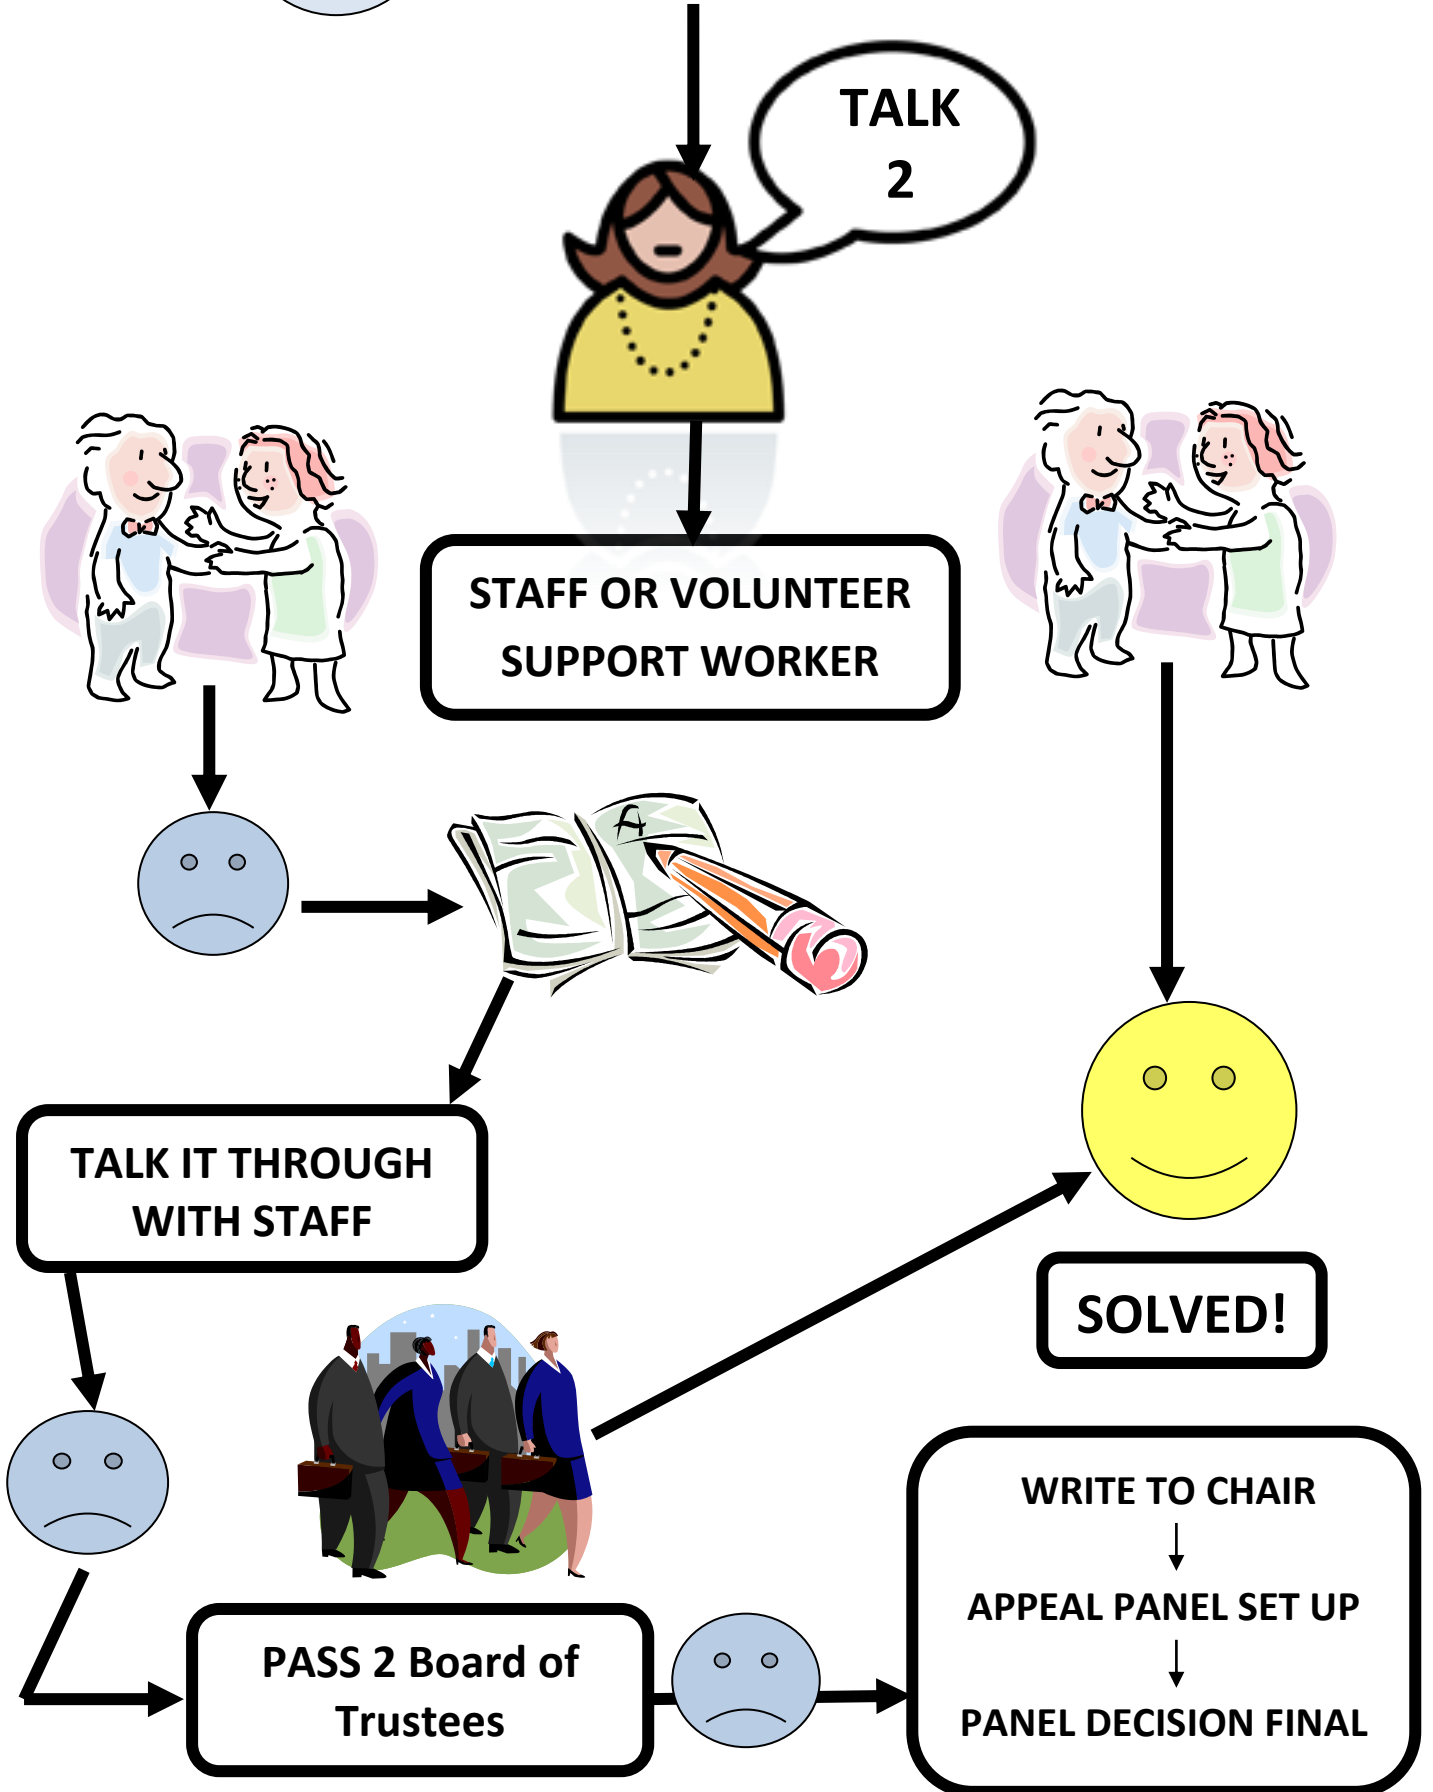 TALK
2
STAFF OR VOLUNTEER
SUPPORT WORKER
TALK IT THROUGH
WITH STAFF
SOLVED!
WRITE TO CHAIR
APPEAL PANEL SET UP
PANEL DECISION FINAL
PASS 2 Board of
Trustees